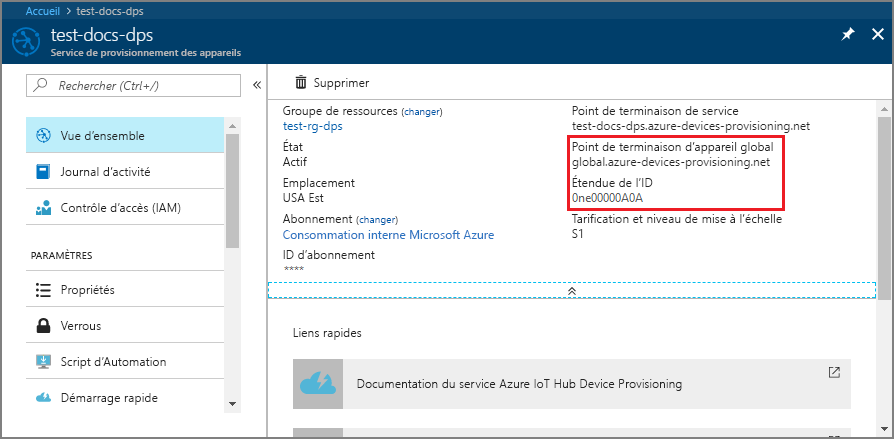 Accueil > test-docs-dps
test-docs-dps
Service de provisionnement des appareils
Rechercher (Ctrl+/)
Vue d'ensemble
Journal d'activité
Contrôle d'accès (IAM)
PARAMÈTRES
Propriétés
Verrous
Script d'Automation
Démarrage rapide
Supprimer
Groupe de ressources (changer)
test-rg-dps
État
Actif
Emplacement
USA Est
Abonnement (changer)
Consommation interne Microsoft Azure
ID d'abonnement
****
Point de terminaison de service
test-docs-dps.azure-devices-provisioning.net
Point de terminaison d'appareil global
global.azure-devices-provisioning.net
Étendue de l'ID
0ne00000A0A
Tarification et niveau de mise à l'échelle
S1
Liens rapides
Documentation du service Azure IoT Hub Device Provisioning